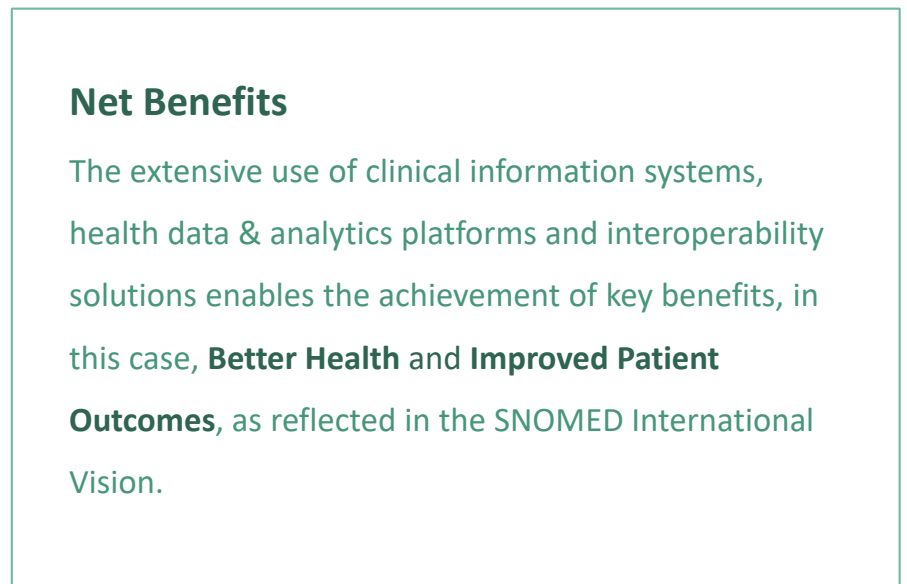 Net Benefits
The extensive use of clinical information systems,
health data & analytics platforms and interoperability
solutions enables the achievement of key benefits, in
this case, Better Health and Improved Patient
Outcomes, as reflected in the SNOMED International
Vision.